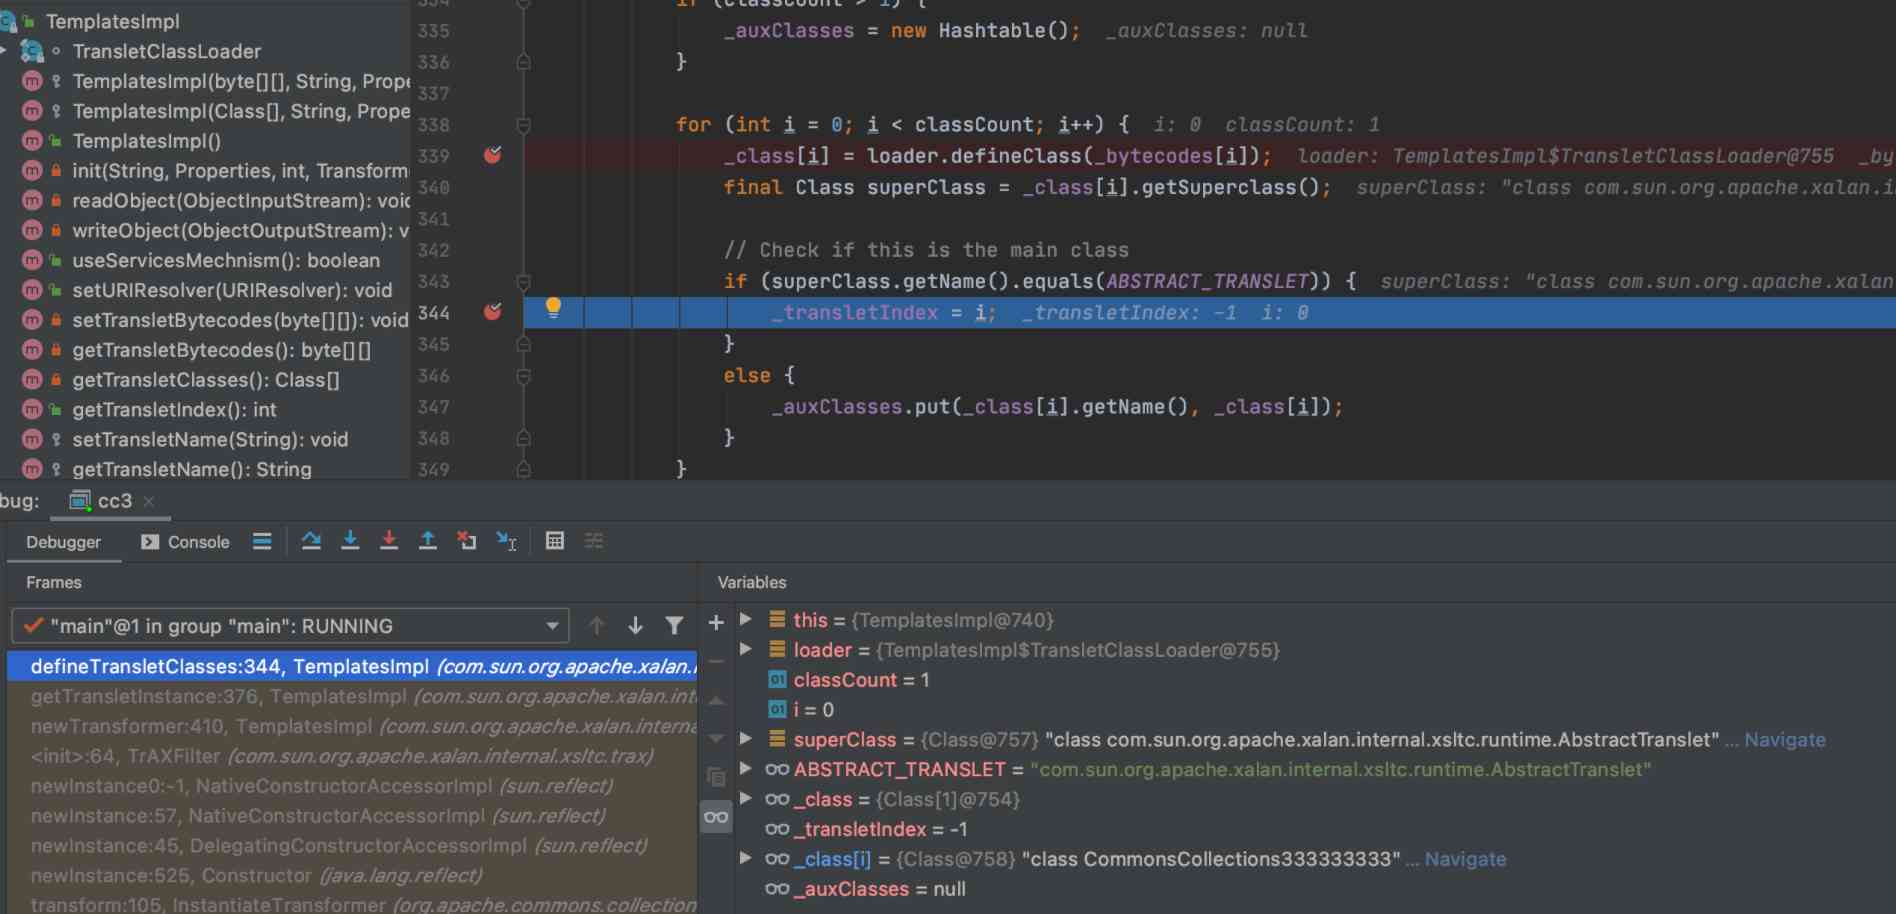 TemplatesImpl
TransletClassLoader
TemplatesImpl(byte[][], String, Prope
TemplatesImpl(Class[], String, Prope
TemplatesImpl()
init(String, Properties, int, Transform
readObject(ObjectInputStream): voic
writeObject(ObjectOutputStream): v
useServicesMechnism(): boolean
setURIResolver(URIResolver): void
setTransletBytecodes(byte[][]): void
getTransletBytecodes(): byte[][]
getTransletClasses(): Class[]
getTransletIndex(): int
setTransletName(String): void
getTransletName(): String
334 if (classCount > 1) {
335 _auxClasses = new Hashtable(); _auxClasses: null
336 }
337
338 for (int i = 0; i < classCount; i++) { i: 0 classCount: 1
339 _class[i] = loader.defineClass(_bytecodes[i]); loader: TemplatesImpl$TransletClassLoader@755 _by
340 final Class superClass = _class[i].getSuperclass(); superClass: "class com.sun.org.apache.xalan.i
341
342 // Check if this is the main class
343 if (superClass.getName().equals(ABSTRACT_TRANSLET)) { superClass: "class com.sun.org.apache.xalan
344 _transletIndex = i; _transletIndex: -1 i: 0
345 }
346 else {
347 _auxClasses.put(_class[i].getName(), _class[i]);
348 }
349 }
bug: cc3
Debugger Console
Frames
"main"@1 in group "main": RUNNING
defineTransletClasses:344, TemplatesImpl (com.sun.org.apache.xalan.i
getTransletInstance:376, TemplatesImpl (com.sun.org.apache.xalan.int
newTransformer:410, TemplatesImpl (com.sun.org.apache.xalan.interna
<init>:64, TrAXFilter (com.sun.org.apache.xalan.internal.xsltc.trax)
newInstance0:-1, NativeConstructorAccessorImpl (sun.reflect)
newInstance:57, NativeConstructorAccessorImpl (sun.reflect)
newInstance:45, DelegatingConstructorAccessorImpl (sun.reflect)
newInstance:525, Constructor (java.lang.reflect)
transform:105, InstantiateTransformer (org.apache.commons.collection
Variables
this = {TemplatesImpl@740}
loader = {TemplatesImpl$TransletClassLoader@755}
01 classCount = 1
01 i = 0
superClass = {Class@757} "class com.sun.org.apache.xalan.internal.xsltc.runtime.AbstractTranslet" ... Navigate
ABSTRACT_TRANSLET = "com.sun.org.apache.xalan.internal.xsltc.runtime.AbstractTranslet"
_class = {Class[1]@754}
_transletIndex = -1
_class[i] = {Class@758} "class CommonsCollections333333333" ... Navigate
_auxClasses = null